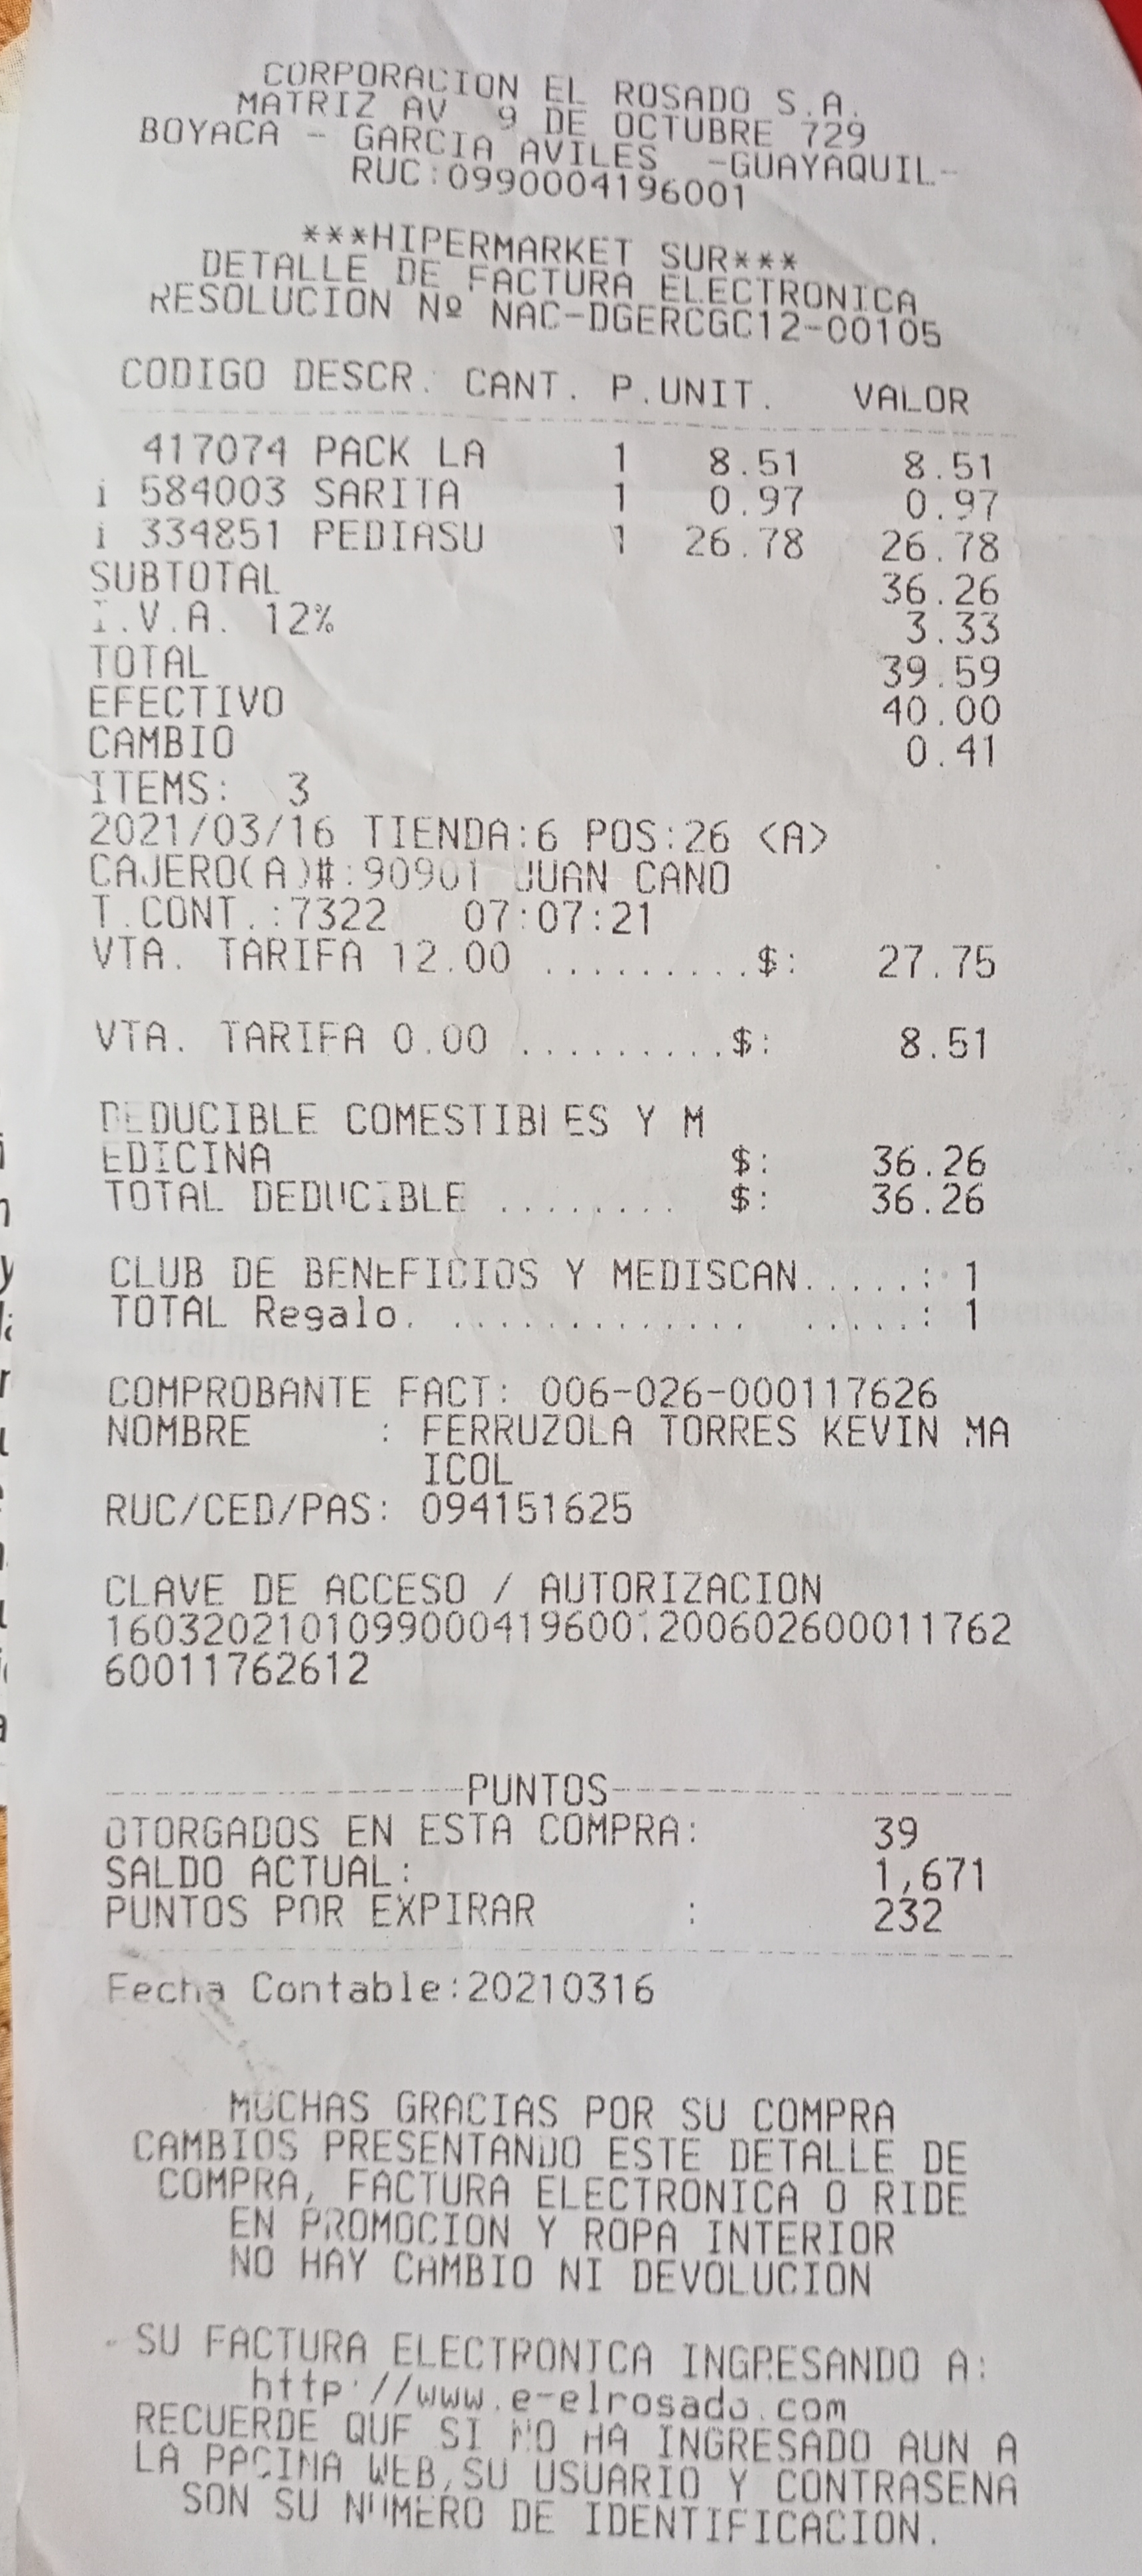 CORPORACION EL ROSADO S.A.
MATRIZ AV 9 DE OCTUBRE 729
BOYACA - GARCIA AVILES -GUAYAQUIL-
RUC:0990004196001
***HIPERMARKET SUR***
DETALLE DE FACTURA ELECTRONICA
RESOLUCION Nº NAC-DGERCGC12-00105
CODIGO DESCR. CANT. P.UNIT. VALOR
417074 PACK LA 1 8.51 8.51
i 584003 SARITA 1 0.97 0.97
i 334851 PEDIASU 1 26.78 26.78
SUBTOTAL 36.26
I.V.A. 12% 3.33
TOTAL 39.59
EFECTIVO 40.00
CAMBIO 0.41
ITEMS: 3
2021/03/16 TIENDA:6 POS:26 <A>
CAJERO(A)#:90901 JUAN CANO
T.CONT.:7322 07:07:21
VTA. TARIFA 12.00 .........$: 27.75
VTA. TARIFA 0.00 .........$: 8.51
DEDUCIBLE COMESTIBLES Y M
EDICINA $: 36.26
TOTAL DEDUCIBLE ........ $: 36.26
CLUB DE BENEFICIOS Y MEDISCAN.....: 1
TOTAL Regalo. ............. .....: 1
COMPROBANTE FACT: 006-026-000117626
NOMBRE : FERRUZOLA TORRES KEVIN MA
ICOL
RUC/CED/PAS: 094151625
CLAVE DE ACCESO / AUTORIZACION
16032021010990004196001200602600011762
60011762612
PUNTOS
OTORGADOS EN ESTA COMPRA: 39
SALDO ACTUAL: 1,671
PUNTOS POR EXPIRAR : 232
Fecha Contable:20210316
MUCHAS GRACIAS POR SU COMPRA
CAMBIOS PRESENTANDO ESTE DETALLE DE
COMPRA, FACTURA ELECTRONICA O RIDE
EN PROMOCION Y ROPA INTERIOR
NO HAY CAMBIO NI DEVOLUCION
SU FACTURA ELECTRONICA INGRESANDO A:
http://www.e-elrosado.com
RECUERDE QUE SI NO HA INGRESADO AUN A
LA PAGINA WEB,SU USUARIO Y CONTRASENA
SON SU NUMERO DE IDENTIFICACION.